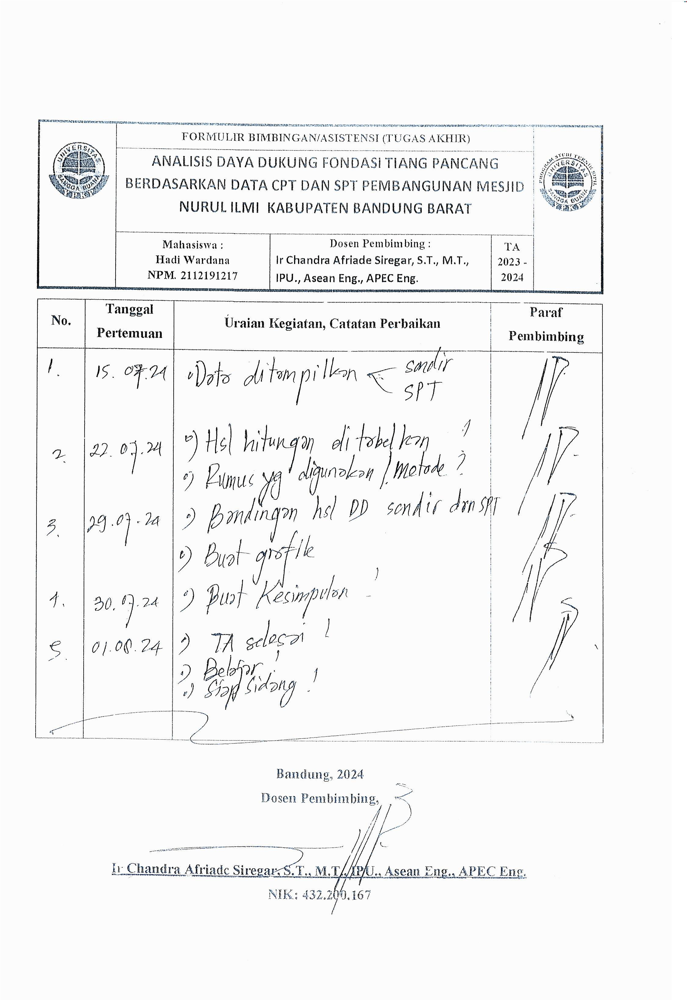 FORMULIR BIMBINGAN/ASISTENSI (TUGAS AKHIR)
UNIVERSITAS
SANGGA BUANA
YPKP
ANALISIS DAYA DUKUNG FONDASI TIANG PANCANG
BERDASARKAN DATA CPT DAN SPT PEMBANGUNAN MESJID
NURUL ILMI KABUPATEN BANDUNG BARAT
PROGRAM STUDI TEKNIK SIPIL
UNIVERSITAS
SANGGA BUANA
YPKP
Mahasiswa :
Hadi Wardana
NPM. 2112191217
Dosen Pembimbing :
Ir Chandra Afriade Siregar, S.T., M.T.,
IPU., Asean Eng., APEC Eng.
TA
2023 -
2024
No.
Tanggal
Pertemuan
Uraian Kegiatan, Catatan Perbaikan
Paraf
Pembimbing
1. 15.07.24 Data ditampilkan < sondir
SPT
2. 22.07.24 Hsl hitungan ditabelkan !
Rumus yg digunakan / metode ?
3. 29.07.24 Bandingan hsl DD sondir dan SPT
Buat grafik
4. 30.07.24 Buat Kesimpulan !
5. 01.08.24 TA selesai !
Belajar !
Siap Sidang !
Bandung, 2024
Dosen Pembimbing,
Ir Chandra Afriade Siregar, S.T., M.T., IPU., Asean Eng., APEC Eng.
NIK: 432.200.167